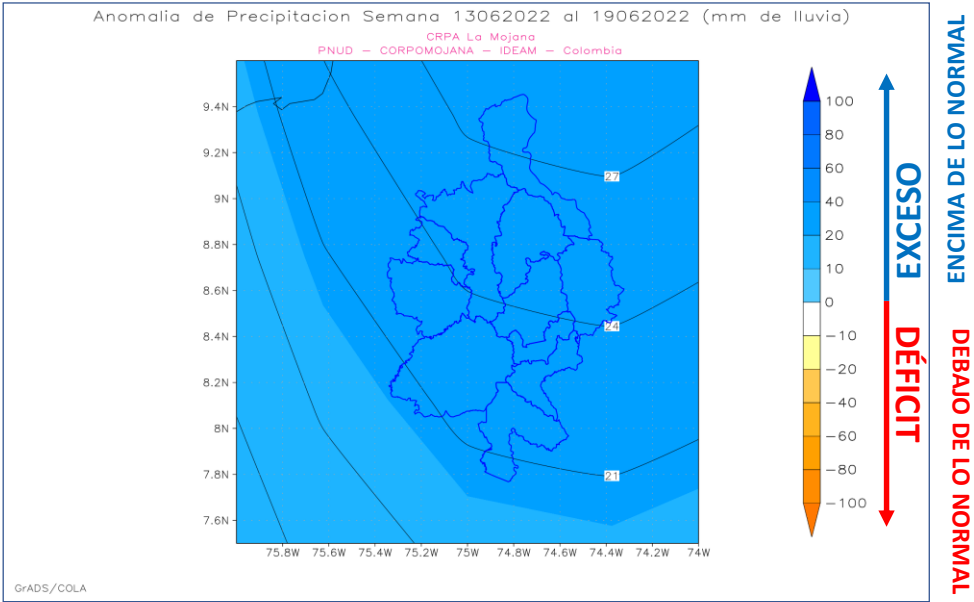 Anomalia de Precipitacion Semana 13062022 al 19062022 (mm de lluvia)
CRPA La Mojana
PNUD – CORPOMOJANA – IDEAM – Colombia
9.4N
9.2N
9N
8.8N
8.6N
8.4N
8.2N
8N
7.8N
7.6N
75.8W 75.6W 75.4W 75.2W 75W 74.8W 74.6W 74.4W 74.2W 74W
27
24
21
100
80
60
40
20
10
0
−10
−20
−40
−60
−80
−100
EXCESO
DÉFICIT
ENCIMA DE LO NORMAL
DEBAJO DE LO NORMAL
GrADS/COLA